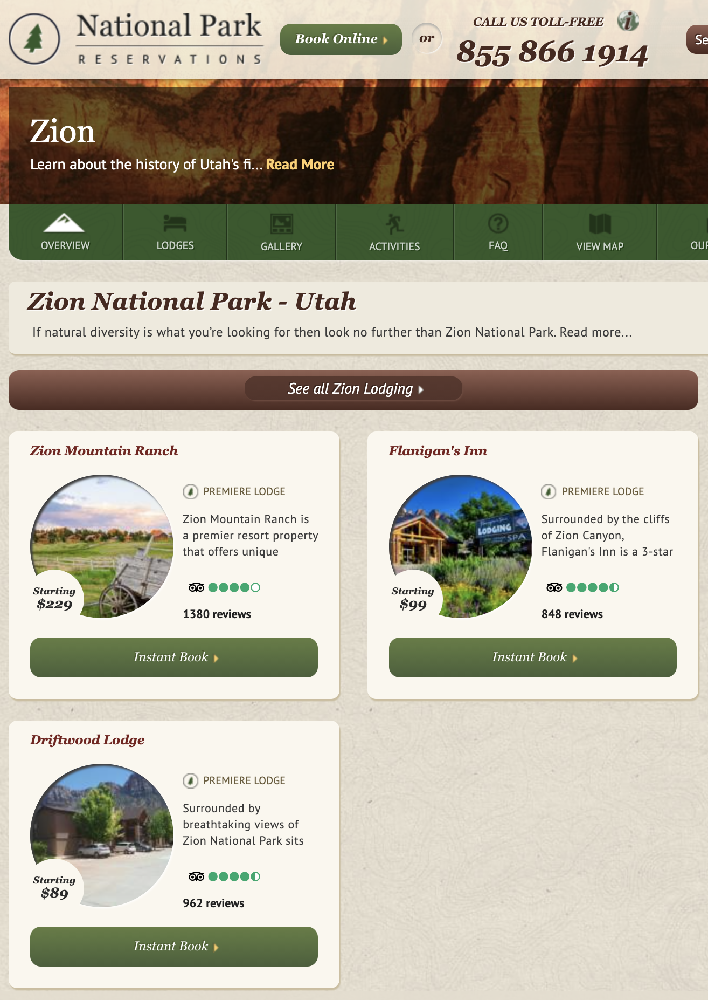 National Park
RESERVATIONS
Book Online
or
CALL US TOLL-FREE
855 866 1914
Se
Zion
Learn about the history of Utah's fi... Read More
OVERVIEW
LODGES
GALLERY
ACTIVITIES
FAQ
VIEW MAP
OUR
Zion National Park - Utah
If natural diversity is what you’re looking for then look no further than Zion National Park. Read more...
See all Zion Lodging
Zion Mountain Ranch
PREMIERE LODGE
Zion Mountain Ranch is
a premier resort property
that offers unique
Starting
$229
1380 reviews
Instant Book
Flanigan's Inn
LODGING
SPA
PREMIERE LODGE
Surrounded by the cliffs
of Zion Canyon,
Flanigan's Inn is a 3-star
Starting
$99
848 reviews
Instant Book
Driftwood Lodge
PREMIERE LODGE
Surrounded by
breathtaking views of
Zion National Park sits
Starting
$89
962 reviews
Instant Book